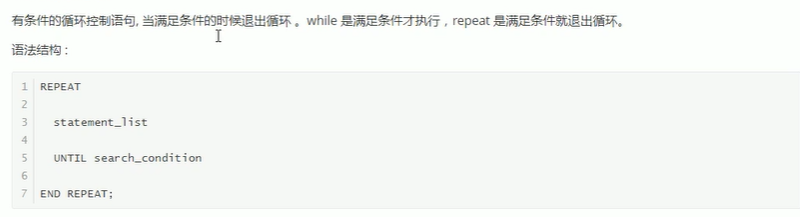 有条件的循环控制语句, 当满足条件的时候退出循环 。while 是满足条件才执行，repeat 是满足条件就退出循环。
语法结构 :
1 REPEAT
2
3 statement_list
4
5 UNTIL search_condition
6
7 END REPEAT;